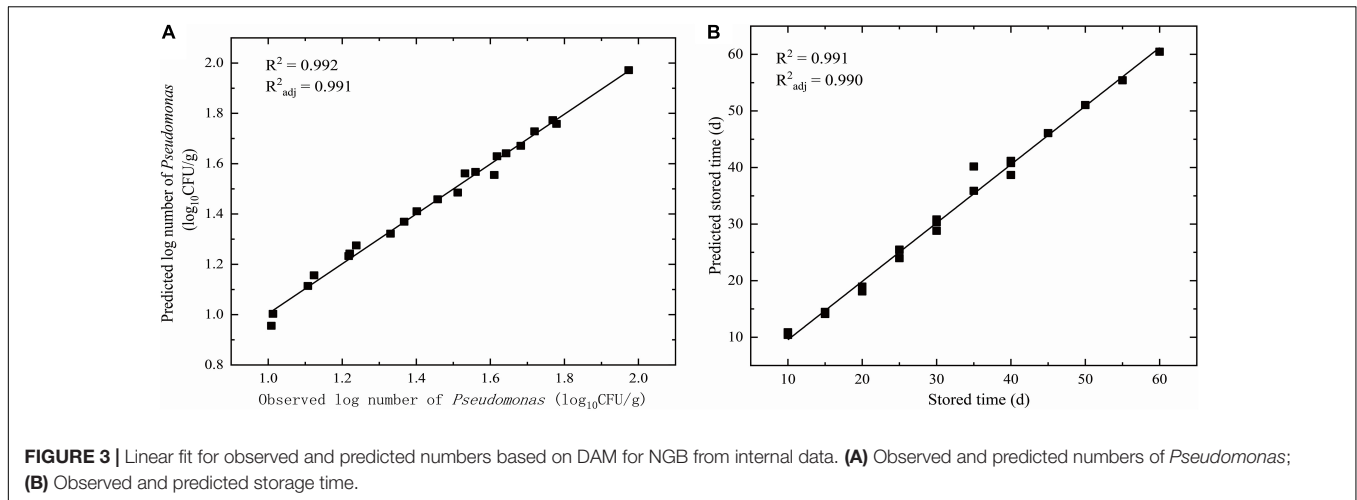 A
R² = 0.992
R²adj = 0.991
Predicted log number of Pseudomonas
(log₁₀CFU/g)
2.0
1.8
1.6
1.4
1.2
1.0
0.8
1.0 1.2 1.4 1.6 1.8 2.0
Observed log number of Pseudomonas (log₁₀CFU/g)
B
R² = 0.991
R²adj = 0.990
Predicted stored time (d)
60
50
40
30
20
10
10 20 30 40 50 60
Stored time (d)
FIGURE 3 | Linear fit for observed and predicted numbers based on DAM for NGB from internal data. (A) Observed and predicted numbers of Pseudomonas;
(B) Observed and predicted storage time.